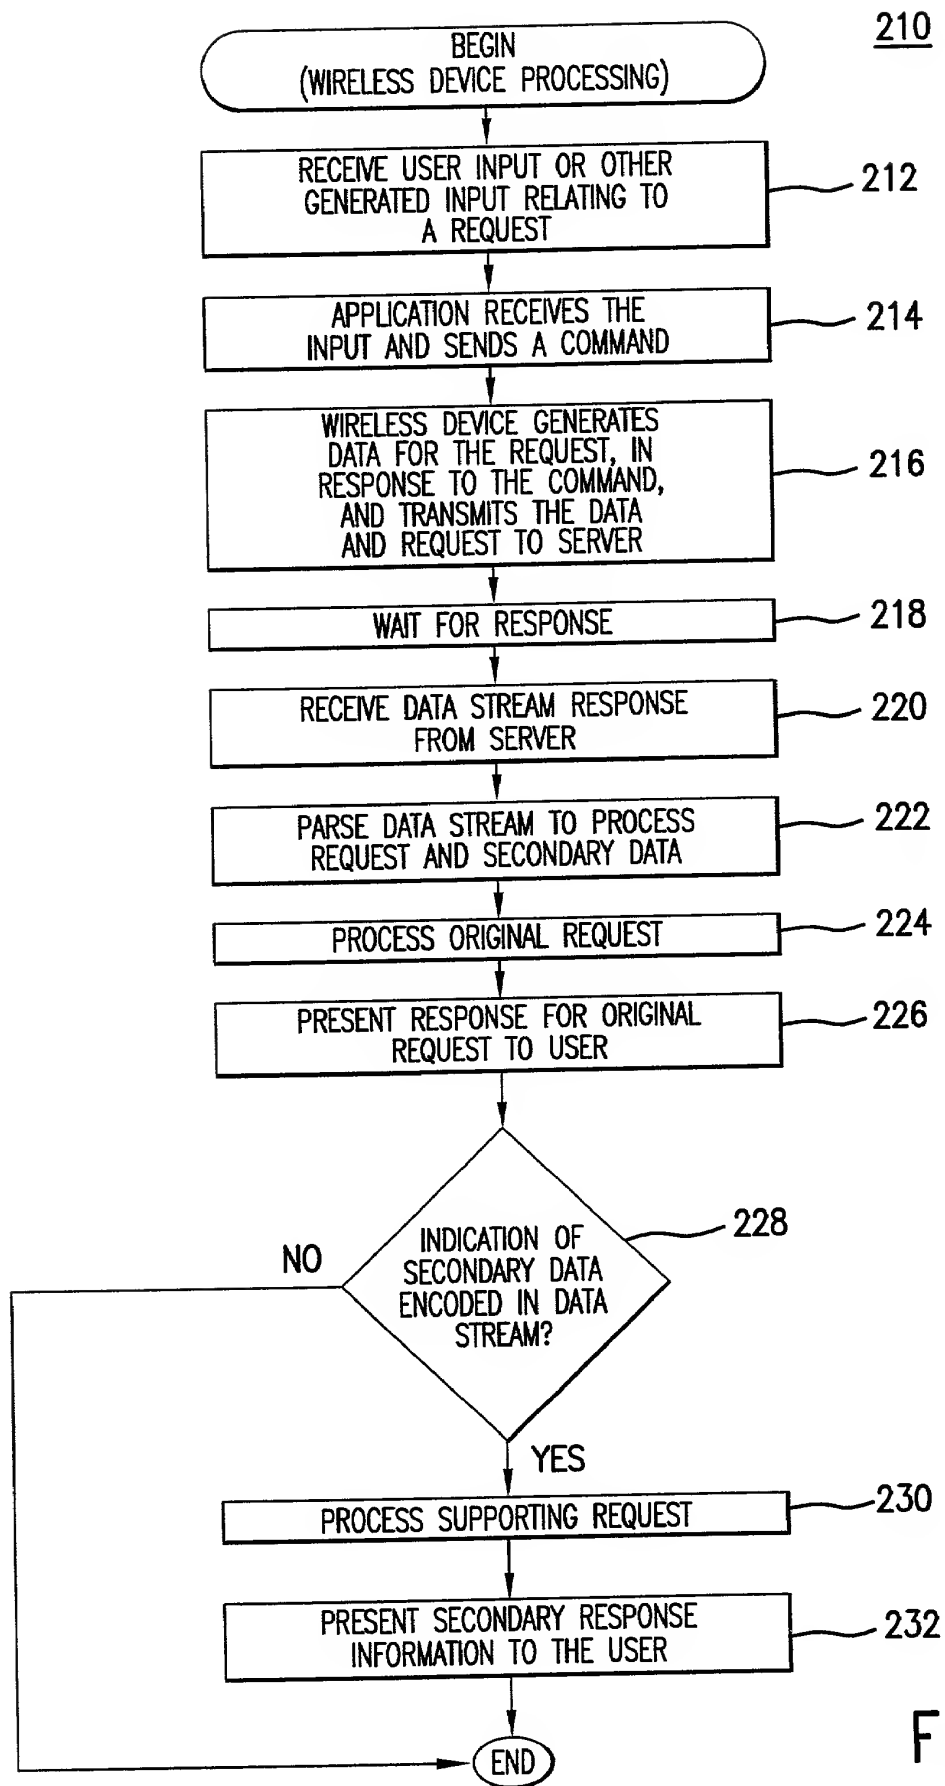 210
BEGIN
(WIRELESS DEVICE PROCESSING)
RECEIVE USER INPUT OR OTHER
GENERATED INPUT RELATING TO
A REQUEST
212
APPLICATION RECEIVES THE
INPUT AND SENDS A COMMAND
214
WIRELESS DEVICE GENERATES
DATA FOR THE REQUEST, IN
RESPONSE TO THE COMMAND,
AND TRANSMITS THE DATA
AND REQUEST TO SERVER
216
WAIT FOR RESPONSE
218
RECEIVE DATA STREAM RESPONSE
FROM SERVER
220
PARSE DATA STREAM TO PROCESS
REQUEST AND SECONDARY DATA
222
PROCESS ORIGINAL REQUEST
224
PRESENT RESPONSE FOR ORIGINAL
REQUEST TO USER
226
INDICATION OF
SECONDARY DATA
ENCODED IN DATA
STREAM?
228
NO
YES
PROCESS SUPPORTING REQUEST
230
PRESENT SECONDARY RESPONSE
INFORMATION TO THE USER
232
END
F